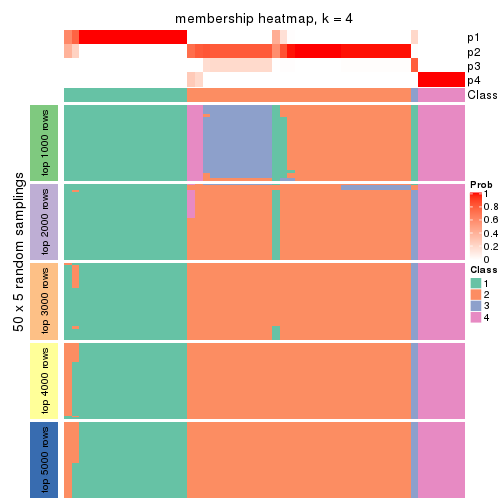 membership heatmap, k = 4
p1
p2
p3
p4
Class
50 x 5 random samplings
top 1000 rows
top 2000 rows
top 3000 rows
top 4000 rows
top 5000 rows
Prob
1
0.8
0.6
0.4
0.2
0
Class
1
2
3
4